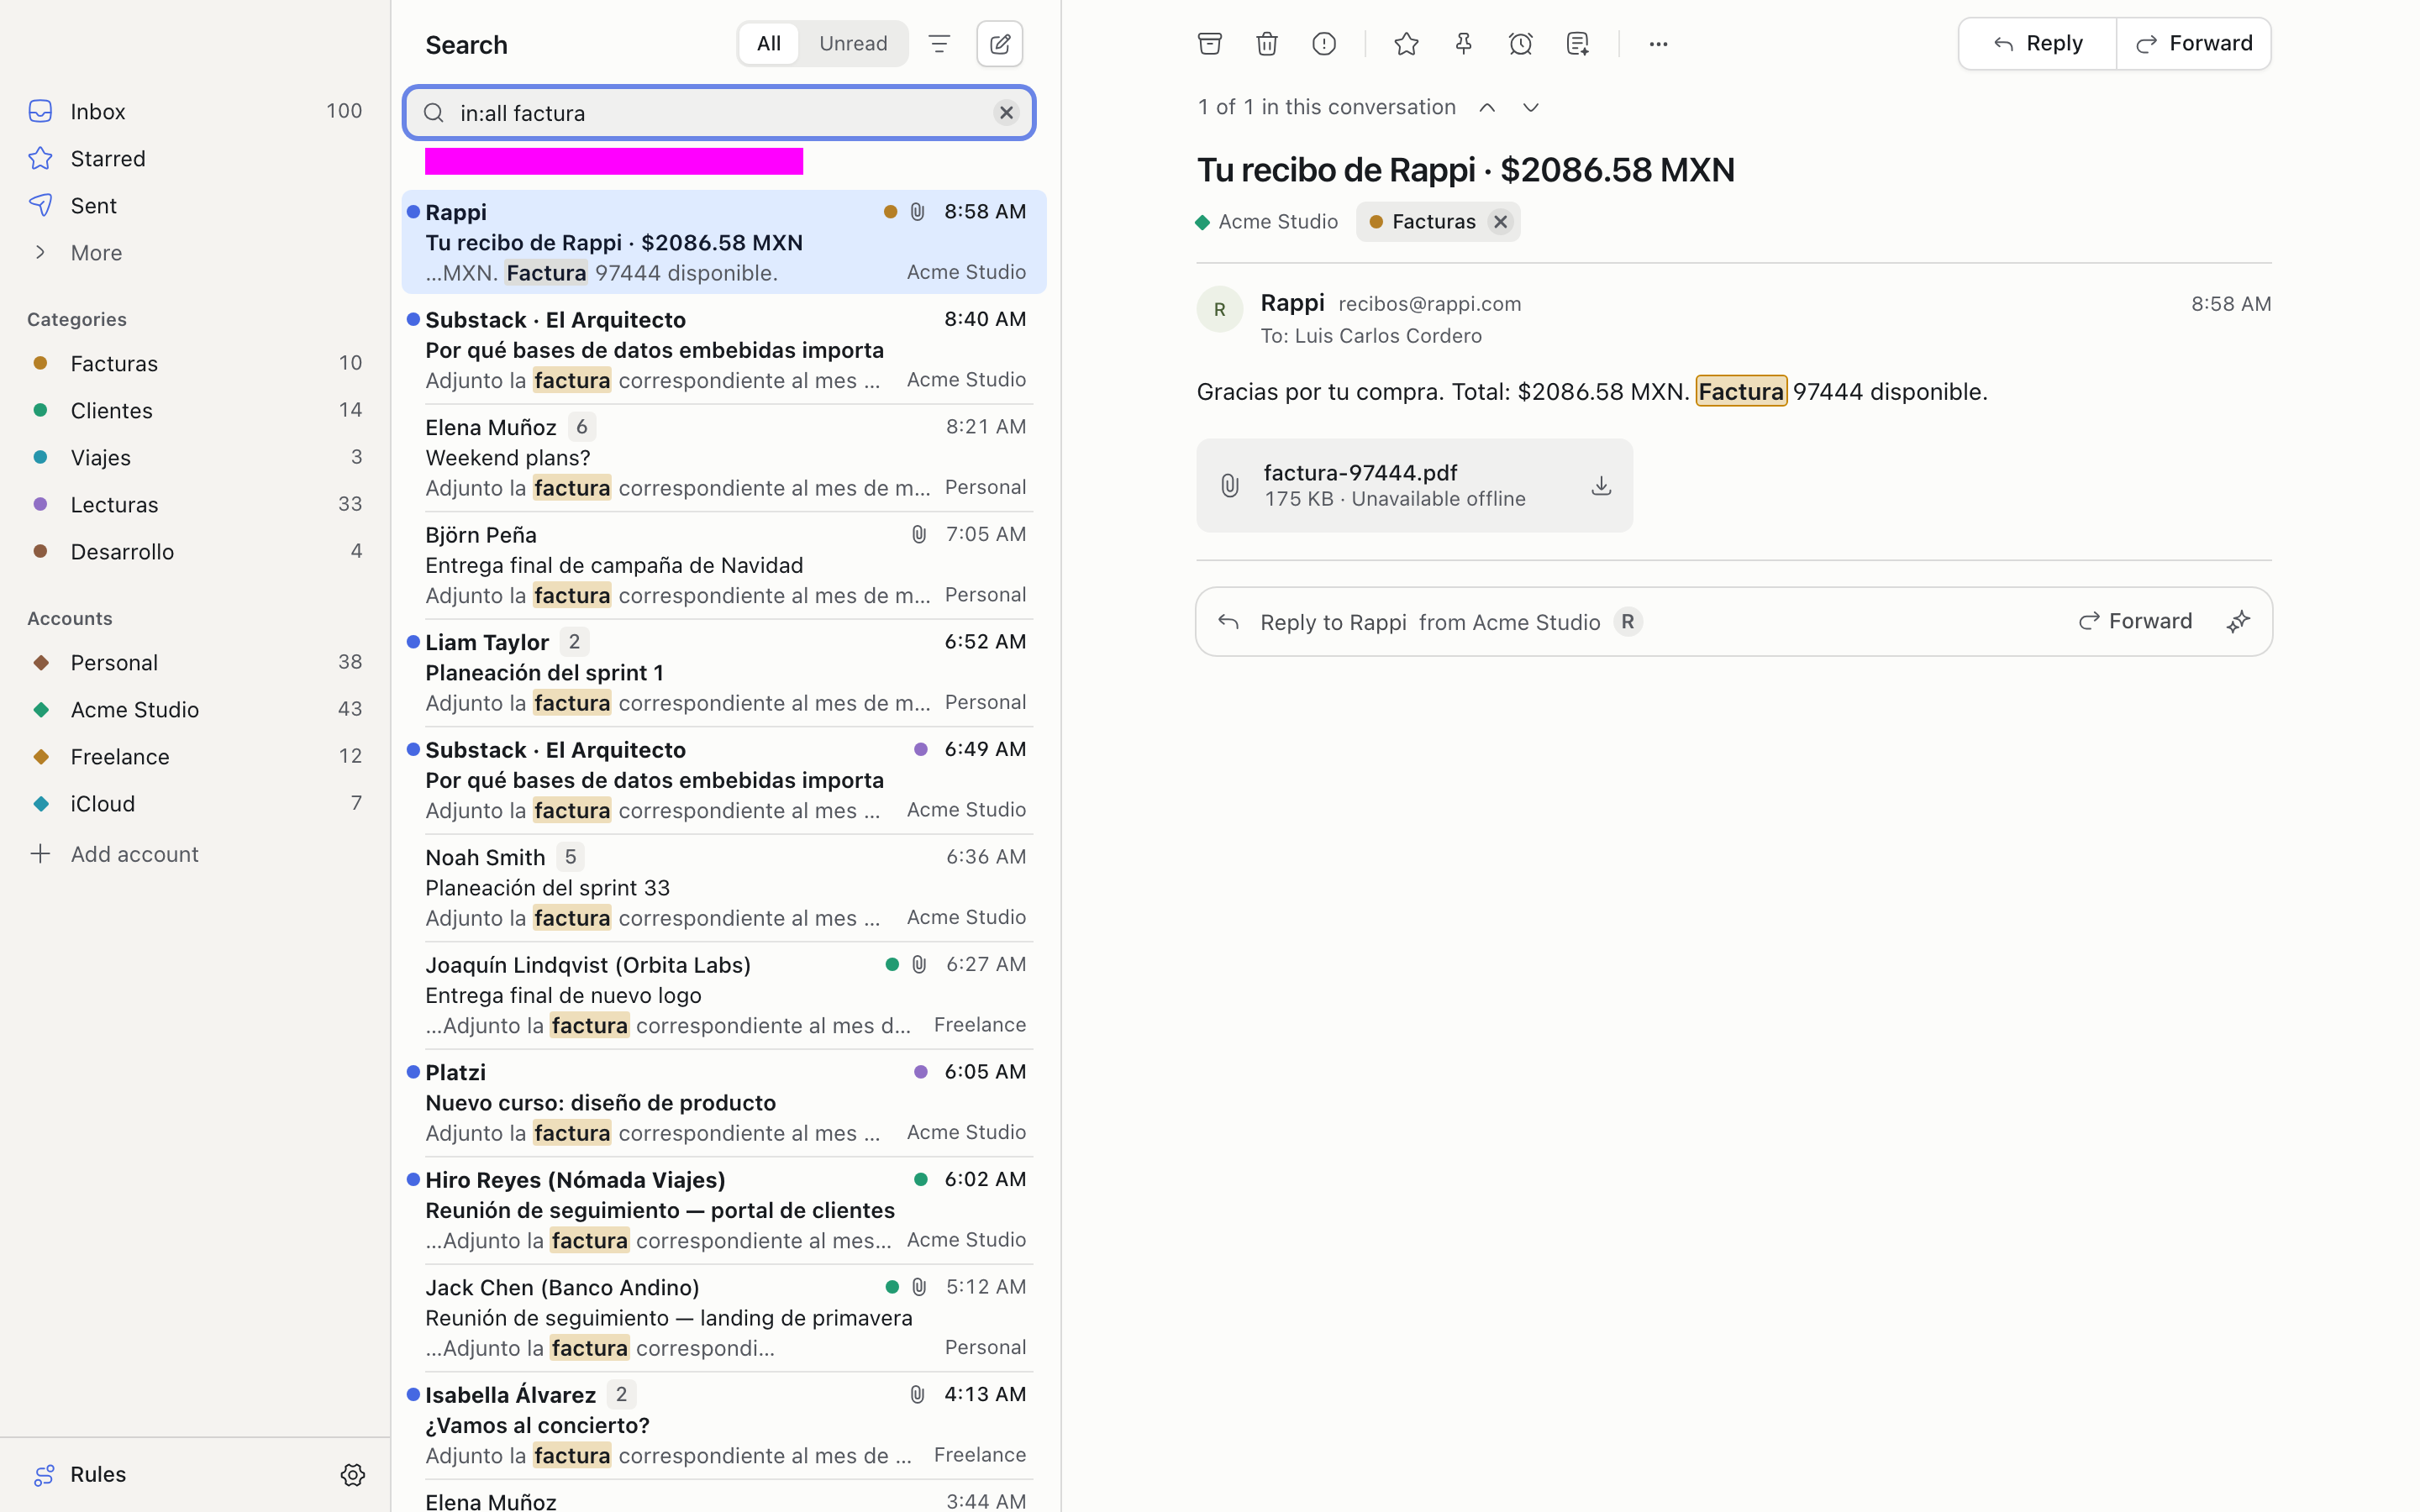 Inbox 100
Starred
Sent
More
Categories
Facturas 10
Clientes 14
Viajes 3
Lecturas 33
Desarrollo 4
Accounts
Personal 38
Acme Studio 43
Freelance 12
iCloud 7
Add account
Rules
Search
All Unread
in:all factura
Rappi 8:58 AM
Tu recibo de Rappi · $2086.58 MXN
...MXN. Factura 97444 disponible. Acme Studio
Substack · El Arquitecto 8:40 AM
Por qué bases de datos embebidas importa
Adjunto la factura correspondiente al mes ... Acme Studio
Elena Muñoz 6 8:21 AM
Weekend plans?
Adjunto la factura correspondiente al mes de m... Personal
Björn Peña 7:05 AM
Entrega final de campaña de Navidad
Adjunto la factura correspondiente al mes de m... Personal
Liam Taylor 2 6:52 AM
Planeación del sprint 1
Adjunto la factura correspondiente al mes de m... Personal
Substack · El Arquitecto 6:49 AM
Por qué bases de datos embebidas importa
Adjunto la factura correspondiente al mes ... Acme Studio
Noah Smith 5 6:36 AM
Planeación del sprint 33
Adjunto la factura correspondiente al mes ... Acme Studio
Joaquín Lindqvist (Orbita Labs) 6:27 AM
Entrega final de nuevo logo
...Adjunto la factura correspondiente al mes d... Freelance
Platzi 6:05 AM
Nuevo curso: diseño de producto
Adjunto la factura correspondiente al mes ... Acme Studio
Hiro Reyes (Nómada Viajes) 6:02 AM
Reunión de seguimiento — portal de clientes
...Adjunto la factura correspondiente al mes... Acme Studio
Jack Chen (Banco Andino) 5:12 AM
Reunión de seguimiento — landing de primavera
...Adjunto la factura correspondi... Personal
Isabella Álvarez 2 4:13 AM
¿Vamos al concierto?
Adjunto la factura correspondiente al mes de ... Freelance
Elena Muñoz 3:44 AM
Reply Forward
1 of 1 in this conversation
Tu recibo de Rappi · $2086.58 MXN
Acme Studio Facturas
R Rappi recibos@rappi.com 8:58 AM
To: Luis Carlos Cordero
Gracias por tu compra. Total: $2086.58 MXN. Factura 97444 disponible.
factura-97444.pdf
175 KB · Unavailable offline
Reply to Rappi from Acme Studio R Forward